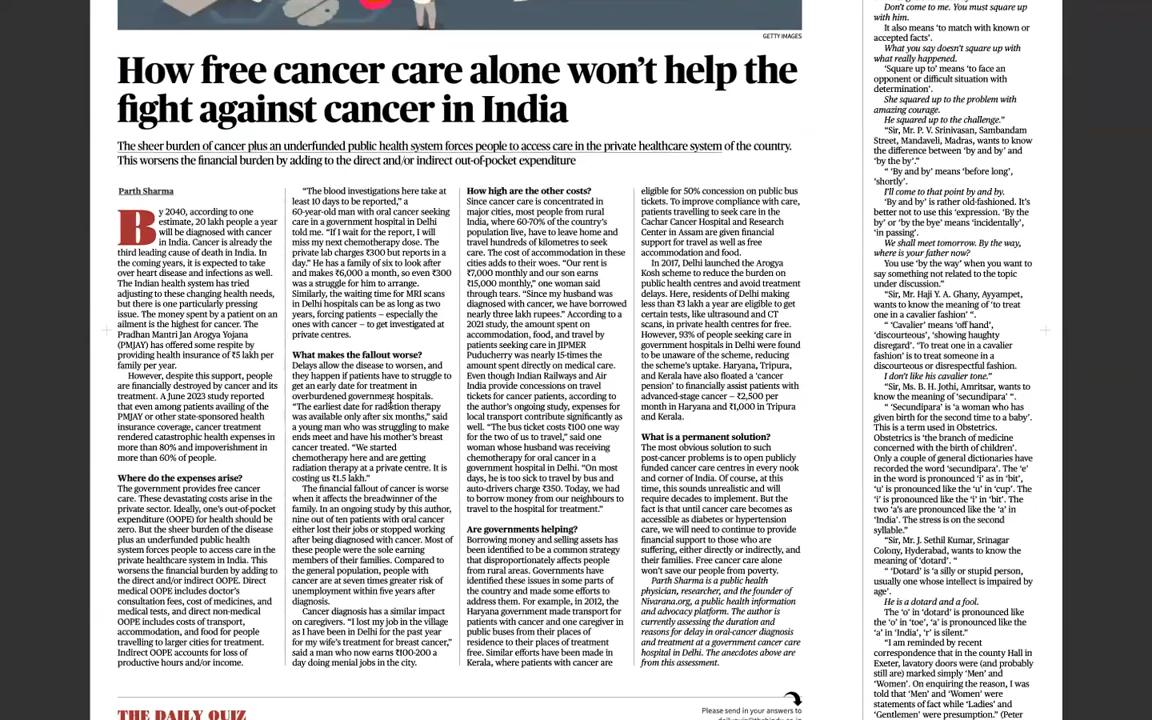 GETTY IMAGES
How free cancer care alone won't help the
fight against cancer in India
The sheer burden of cancer plus an underfunded public health system forces people to access care in the private healthcare system of the country.
This worsens the financial burden by adding to the direct and/or indirect out-of-pocket expenditure
Parth Sharma
By 2040, according to one
estimate, 20 lakh people a year
will be diagnosed with cancer
in India. Cancer is already the
third leading cause of death in India. In
the coming years, it is expected to take
over heart disease and infections as well.
The Indian health system has tried
adjusting to these changing health needs,
but there is one particularly pressing
issue. The money spent by a patient on an
ailment is the highest for cancer. The
Pradhan Mantri Jan Arogya Yojana
(PMJAY) has offered some respite by
providing health insurance of ₹5 lakh per
family per year.
However, despite this support, people
are financially destroyed by cancer and its
treatment. A June 2023 study reported
that even among patients availing of the
PMJAY or other state-sponsored health
insurance coverage, cancer treatment
rendered catastrophic health expenses in
more than 80% and impoverishment in
more than 60% of people.
Where do the expenses arise?
The government provides free cancer
care. These devastating costs arise in the
private sector. Ideally, one's out-of-pocket
expenditure (OOPE) for health should be
zero. But the sheer burden of the disease
plus an underfunded public health
system forces people to access care in the
private healthcare system in India. This
worsens the financial burden by adding to
the direct and/or indirect OOPE. Direct
medical OOPE includes doctor's
consultation fees, cost of medicines, and
medical tests, and direct non-medical
OOPE includes costs of transport,
accommodation, and food for people
travelling to larger cities for treatment.
Indirect OOPE accounts for loss of
productive hours and/or income.
"The blood investigations here take at
least 10 days to be reported," a
60-year-old man with oral cancer seeking
care in a government hospital in Delhi
told me. "If I wait for the report, I will
miss my next chemotherapy dose. The
private lab charges ₹300 but reports in a
day." He has a family of six to look after
and makes ₹6,000 a month, so even ₹300
was a struggle for him to arrange.
Similarly, the waiting time for MRI scans
in Delhi hospitals can be as long as two
years, forcing patients – especially the
ones with cancer – to get investigated at
private centres.
What makes the fallout worse?
Delays allow the disease to worsen, and
they happen if patients have to struggle to
get an early date for treatment in
overburdened government hospitals.
"The earliest date for radiation therapy
was available only after six months," said
a young man who was struggling to make
ends meet and have his mother's breast
cancer treated. "We started
chemotherapy here and are getting
radiation therapy at a private centre. It is
costing us ₹1.5 lakh."
The financial fallout of cancer is worse
when it affects the breadwinner of the
family. In an ongoing study by this author,
nine out of ten patients with oral cancer
either lost their jobs or stopped working
after being diagnosed with cancer. Most of
these people were the sole earning
members of their families. Compared to
the general population, people with
cancer are at seven times greater risk of
unemployment within five years after
diagnosis.
Cancer diagnosis has a similar impact
on caregivers. "I lost my job in the village
as I have been in Delhi for the past year
for my wife's treatment for breast cancer,"
said a man who now earns ₹100-200 a
day doing menial jobs in the city.
How high are the other costs?
Since cancer care is concentrated in
major cities, most people from rural
India, where 60-70% of the country's
population live, have to leave home and
travel hundreds of kilometres to seek
care. The cost of accommodation in these
cities adds to their woes. "Our rent is
₹7,000 monthly and our son earns
₹15,000 monthly," one woman said
through tears. "Since my husband was
diagnosed with cancer, we have borrowed
nearly three lakh rupees." According to a
2021 study, the amount spent on
accommodation, food, and travel by
patients seeking care in JIPMER
Puducherry was nearly 15-times the
amount spent directly on medical care.
Even though Indian Railways and Air
India provide concessions on travel
tickets for cancer patients, according to
the author's ongoing study, expenses for
local transport contribute significantly as
well. "The bus ticket costs ₹100 one way
for the two of us to travel," said one
woman whose husband was receiving
chemotherapy for oral cancer in a
government hospital in Delhi. "On most
days, he is too sick to travel by bus and
auto-drivers charge ₹350. Today, we had
to borrow money from our neighbours to
travel to the hospital for treatment."
Are governments helping?
Borrowing money and selling assets has
been identified to be a common strategy
that disproportionately affects people
from rural areas. Governments have
identified these issues in some parts of
the country and made some efforts to
address them. For example, in 2012, the
Haryana government made transport for
patients with cancer and one caregiver in
public buses from their places of
residence to their places of treatment
free. Similar efforts have been made in
Kerala, where patients with cancer are
eligible for 50% concession on public bus
tickets. To improve compliance with care,
patients travelling to seek care in the
Cachar Cancer Hospital and Research
Center in Assam are given financial
support for travel as well as free
accommodation and food.
In 2017, Delhi launched the Arogya
Kosh scheme to reduce the burden on
public health centres and avoid treatment
delays. Here, residents of Delhi making
less than ₹3 lakh a year are eligible to get
certain tests, like ultrasound and CT
scans, in private health centres for free.
However, 93% of people seeking care in
government hospitals in Delhi were found
to be unaware of the scheme, reducing
the scheme's uptake. Haryana, Tripura,
and Kerala have also floated a 'cancer
pension' to financially assist patients with
advanced-stage cancer – ₹2,500 per
month in Haryana and ₹1,000 in Tripura
and Kerala.
What is a permanent solution?
The most obvious solution to such
post-cancer problems is to open publicly
funded cancer care centres in every nook
and corner of India. Of course, at this
time, this sounds unrealistic and will
require decades to implement. But the
fact is that until cancer care becomes as
accessible as diabetes or hypertension
care, we will need to continue to provide
financial support to those who are
suffering, either directly or indirectly, and
their families. Free cancer care alone
won't save our people from poverty.
Parth Sharma is a public health
physician, researcher, and the founder of
Nivarana.org, a public health information
and advocacy platform. The author is
currently assessing the duration and
reasons for delay in oral-cancer diagnosis
and treatment at a government cancer care
hospital in Delhi. The anecdotes above are
from this assessment.
Don't come to me. You must square up
with him.
It also means 'to match with known or
accepted facts'.
What you say doesn't square up with
what really happened.
'Square up to' means 'to face an
opponent or difficult situation with
determination'.
She squared up to the problem with
amazing courage.
He squared up to the challenge."
"Sir, Mr. P. V. Srinivasan, Sambandam
Street, Mandaveli, Madras, wants to know
the difference between 'by and by' and
'by the by'."
" 'By and by' means 'before long',
'shortly'.
I'll come to that point by and by.
'By and by' is rather old-fashioned. It's
better not to use this 'expression. 'By the
by' or 'by the bye' means 'incidentally',
'in passing'.
We shall meet tomorrow. By the way,
where is your father now?
You use 'by the way' when you want to
say something not related to the topic
under discussion."
"Sir, Mr. Haji Y. A. Ghany, Ayyampet,
wants to know the meaning of 'to treat
one in a cavalier fashion' ".
" 'Cavalier' means 'off hand',
'discourteous', 'showing haughty
disregard'. 'To treat one in a cavalier
fashion' is to treat someone in a
discourteous or disrespectful fashion.
I don't like his cavalier tone."
"Sir, Ms. B. H. Jothi, Amritsar, wants to
know the meaning of 'secundipara' ".
" 'Secundipara' is 'a woman who has
given birth for the second time to a baby'.
This is a term used in Obstetrics.
Obstetrics is 'the branch of medicine
concerned with the birth of children'.
Only a couple of general dictionaries have
recorded the word 'secundipara'. The 'e'
in the word is pronounced 'i' as in 'bit',
'u' is pronounced like the 'u' in 'cup'. The
'i' is pronounced like the 'i' in 'bit'. The
two 'a's are pronounced like the 'a' in
'India'. The stress is on the second
syllable."
"Sir, Mr. J. Sethil Kumar, Srinagar
Colony, Hyderabad, wants to know the
meaning of 'dotard'.
" 'Dotard' is 'a silly or stupid person,
usually one whose intellect is impaired by
age'.
He is a dotard and a fool.
The 'o' in 'dotard' is pronounced like
the 'o' in 'toe', 'a' is pronounced like the
'a' in 'India', 'r' is silent."
"I am reminded by recent
correspondence that in the county Hall in
Exeter, lavatory doors were (and probably
still are) marked simply 'Men' and
'Women'. On enquiring the reason, I was
told that 'Men' and 'Women' were
statements of fact while 'Ladies' and
'Gentlemen' were presumption." (Peter
THE DAILY QUIZ
Please send in your answers to